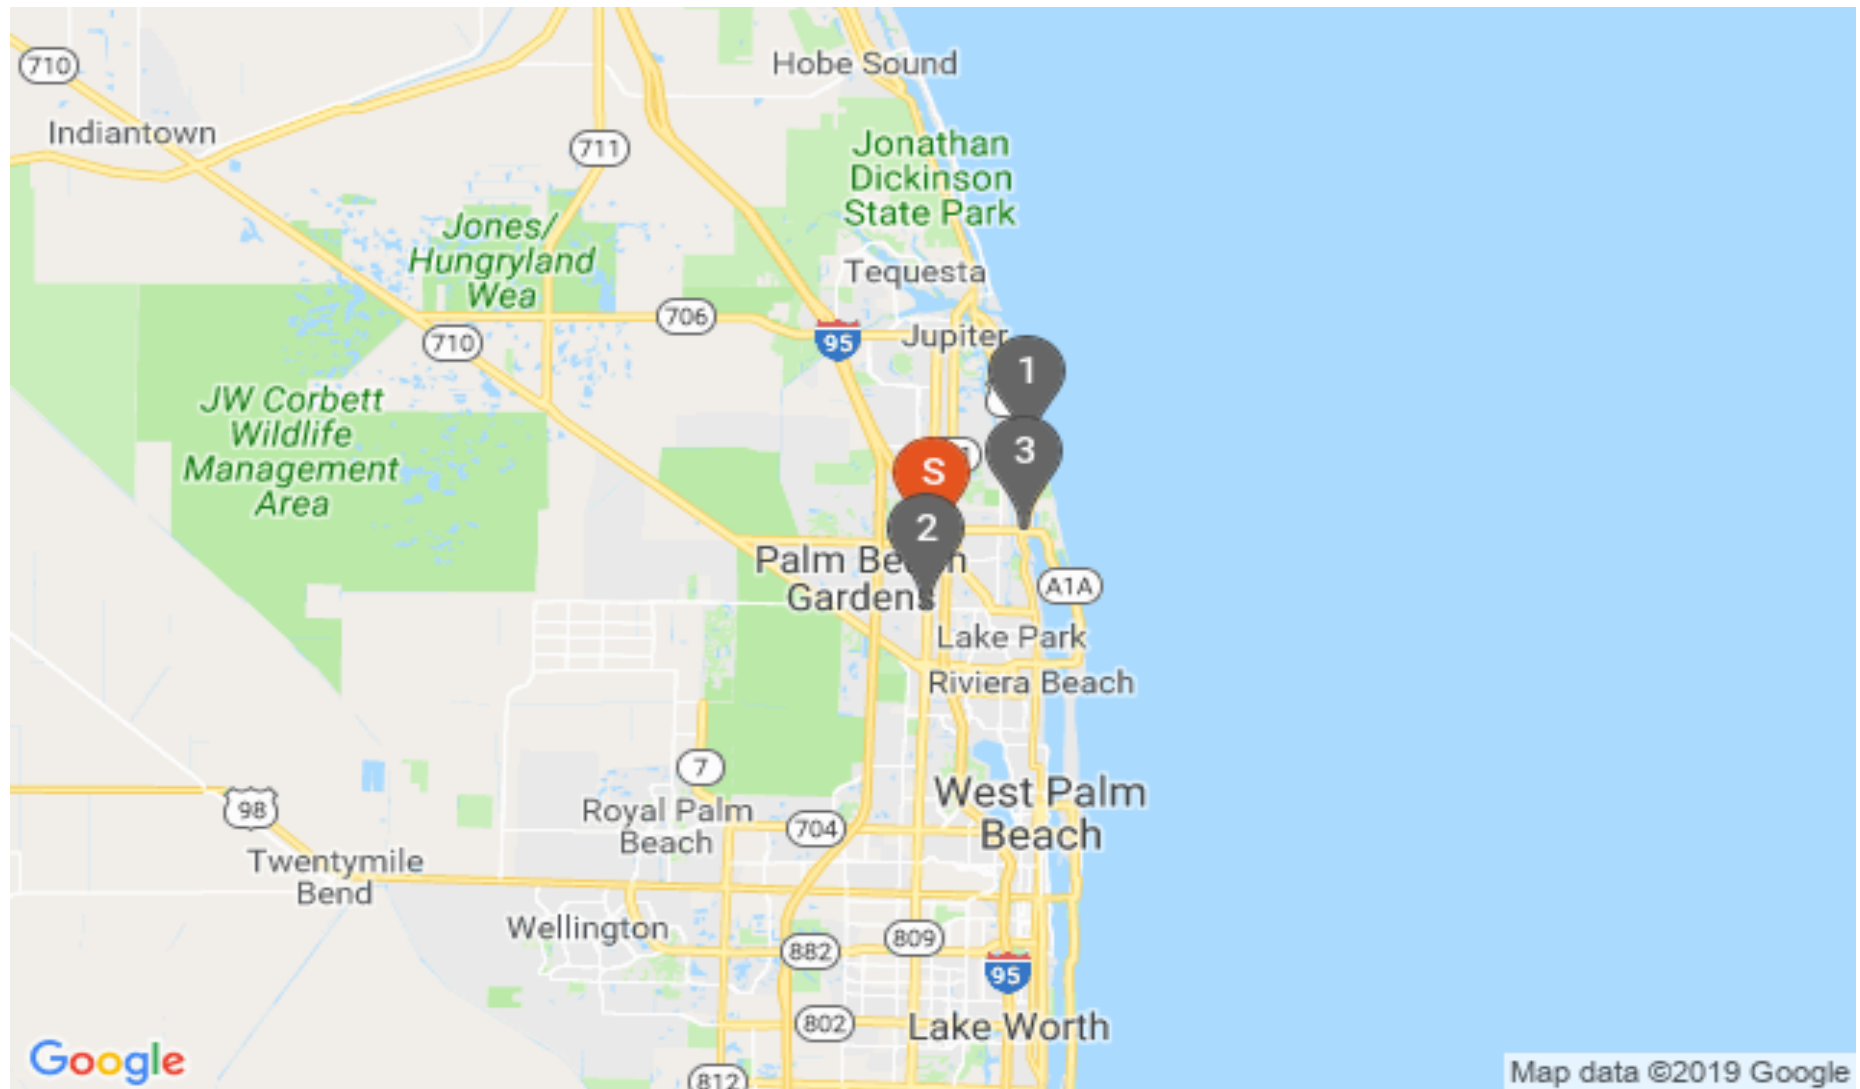 Hobe Sound
710
Indiantown
711
Jonathan
Dickinson
State Park
Jones/
Hungryland
Wea
Tequesta
706
95
Jupiter
710
1
JW Corbett
Wildlife
Management
Area
3
S
2
Palm Beach
Gardens
A1A
Lake Park
Riviera Beach
7
98
Royal Palm
Beach
704
West Palm
Beach
Twentymile
Bend
Wellington
882
809
95
802
Lake Worth
812
Google
Map data ©2019 Google